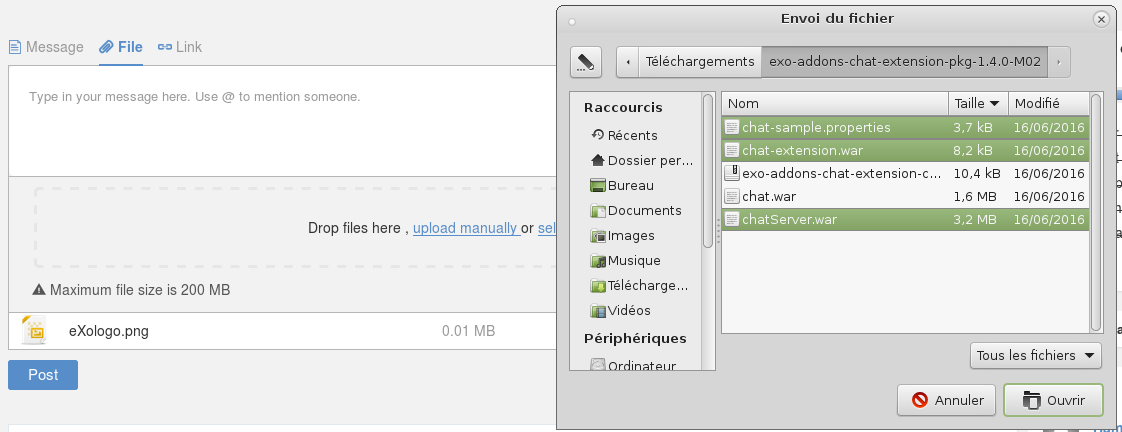 Message File Link
Type in your message here. Use @ to mention someone.
Drop files here , upload manually or sel
Maximum file size is 200 MB
eXologo.png 0.01 MB
Post
Envoi du fichier
Téléchargements exo-addons-chat-extension-pkg-1.4.0-M02
Raccourcis
Récents
Dossier per...
Bureau
Documents
Images
Musique
Télécharge...
Vidéos
Périphériques
Ordinateur
Nom Taille Modifié
chat-sample.properties 3,7 kB 16/06/2016
chat-extension.war 8,2 kB 16/06/2016
exo-addons-chat-extension-c... 10,4 kB 16/06/2016
chat.war 1,6 MB 16/06/2016
chatServer.war 3,2 MB 16/06/2016
Tous les fichiers
Annuler Ouvrir